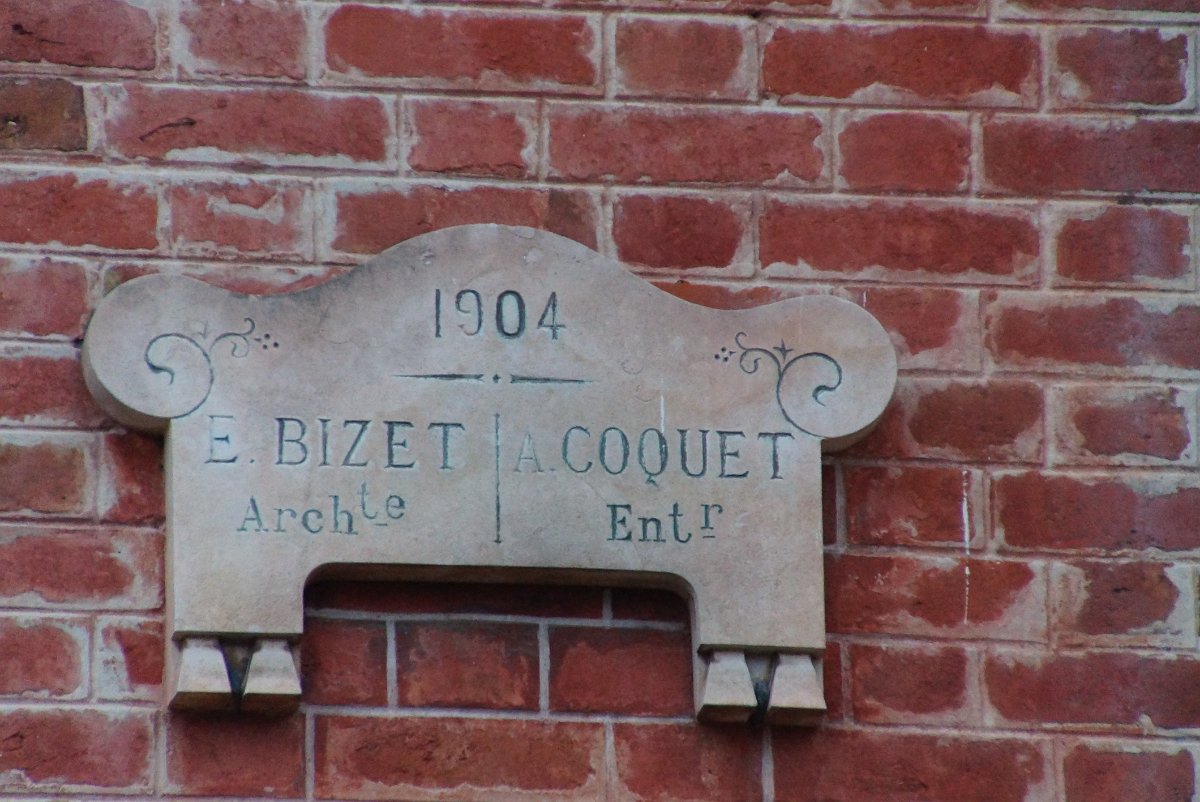 1904
E. BIZET
Archte
A. COQUET
Entr